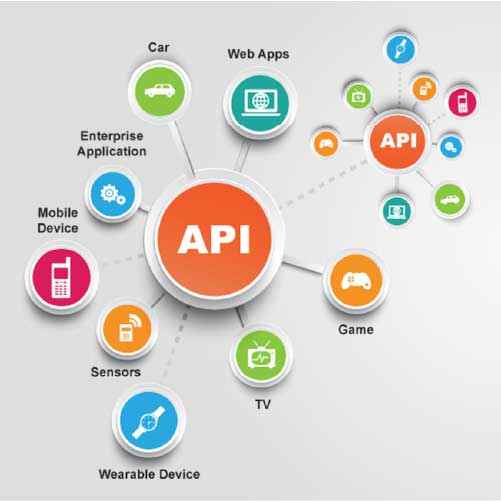 Car
Web Apps
Enterprise
Application
API
Mobile
Device
API
Game
Sensors
TV
Wearable Device